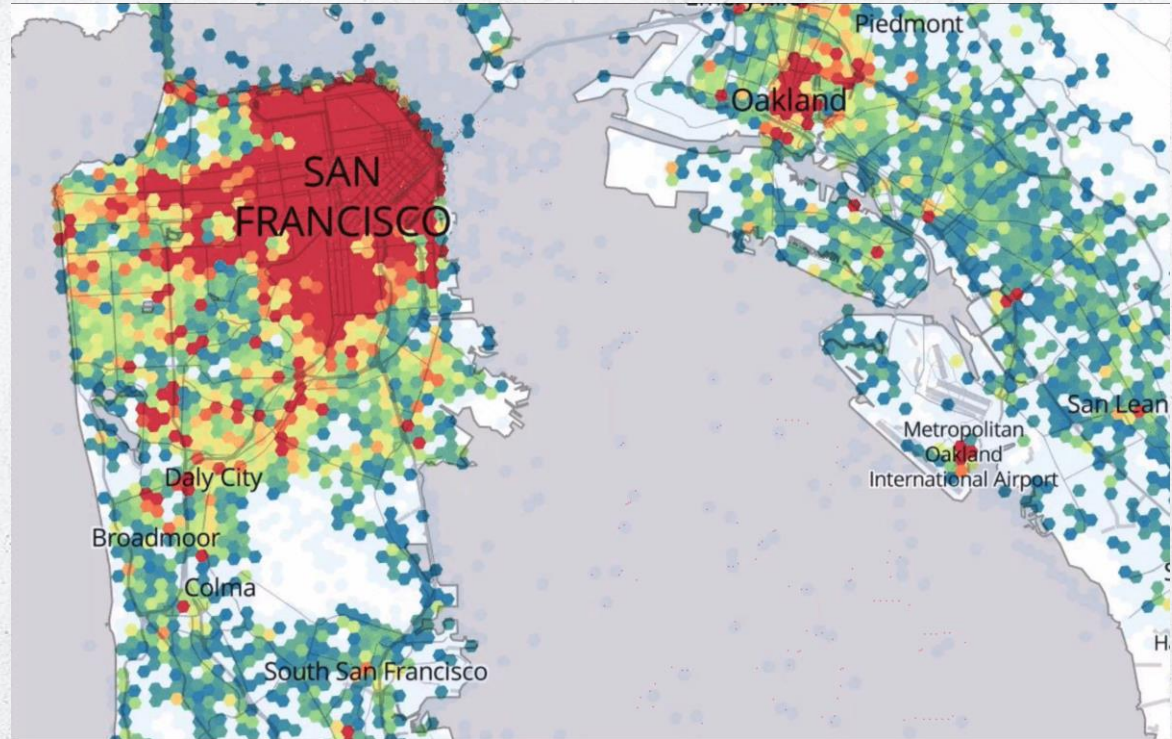 Piedmont
Oakland
SAN
FRANCISCO
San Lean
Metropolitan
Oakland
International Airport
Daly City
Broadmoor
Colma
South San Francisco
H